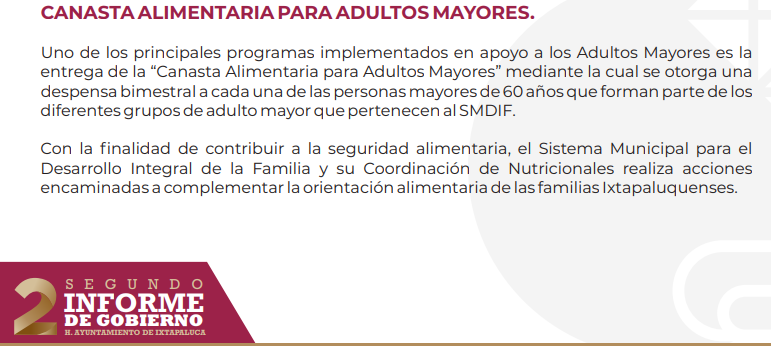 CANASTA ALIMENTARIA PARA ADULTOS MAYORES.
Uno de los principales programas implementados en apoyo a los Adultos Mayores es la
entrega de la “Canasta Alimentaria para Adultos Mayores” mediante la cual se otorga una
despensa bimestral a cada una de las personas mayores de 60 años que forman parte de los
diferentes grupos de adulto mayor que pertenecen al SMDIF.
Con la finalidad de contribuir a la seguridad alimentaria, el Sistema Municipal para el
Desarrollo Integral de la Familia y su Coordinación de Nutricionales realiza acciones
encaminadas a complementar la orientación alimentaria de las familias Ixtapaluquenses.
2
SEGUNDO
INFORME
DE GOBIERNO
H. AYUNTAMIENTO DE IXTAPALUCA